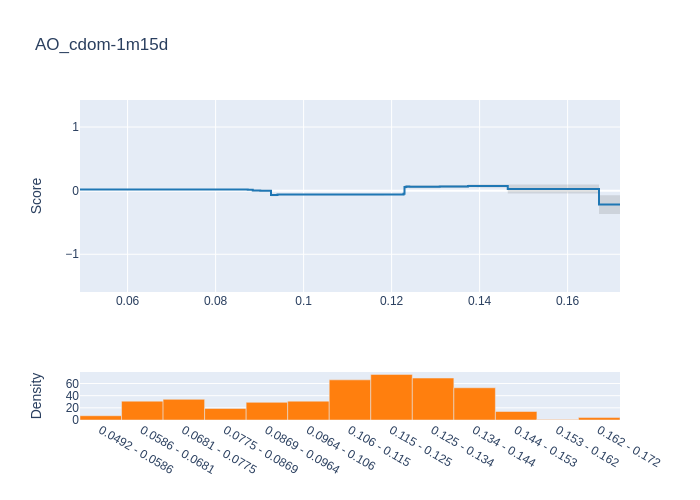 AO_cdom-1m15d
Score
1
0
−1
0.06
0.08
0.1
0.12
0.14
0.16
Density
60
40
20
0
0.0492 - 0.0586
0.0586 - 0.0681
0.0681 - 0.0775
0.0775 - 0.0869
0.0869 - 0.0964
0.0964 - 0.106
0.106 - 0.115
0.115 - 0.125
0.125 - 0.134
0.134 - 0.144
0.144 - 0.153
0.153 - 0.162
0.162 - 0.172